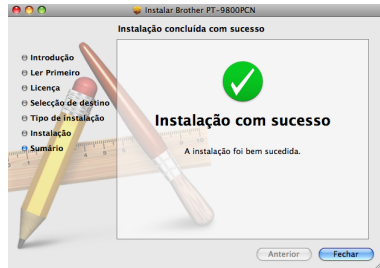 Instalar Brother PT-9800PCN
Instalação concluída com sucesso
Introdução
Ler Primeiro
Licença
Selecção de destino
Tipo de instalação
Instalação
Sumário
Instalação com sucesso
A instalação foi bem sucedida.
Anterior
Fechar